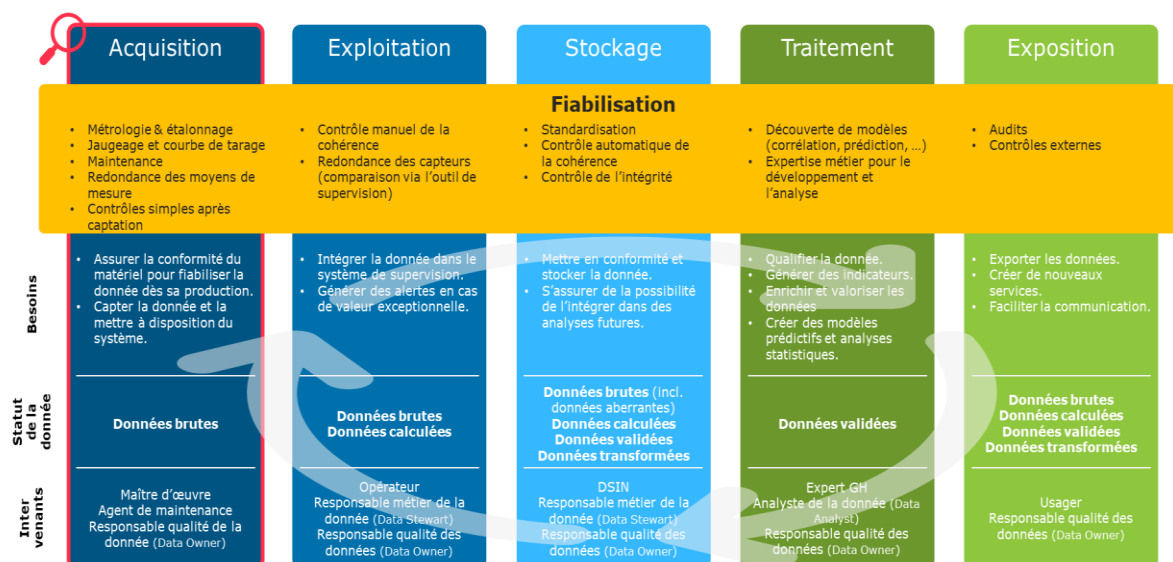 Acquisition
Exploitation
Stockage
Traitement
Exposition
Fiabilisation
• Métrologie & étalonnage
• Jaugeage et courbe de tarage
• Maintenance
• Redondance des moyens de
mesure
• Contrôles simples après
captation
• Contrôle manuel de la
cohérence
• Redondance des capteurs
(comparaison via l'outil de
supervision)
• Standardisation
• Contrôle automatique de
la cohérence
• Contrôle de l'intégrité
• Découverte de modèles
(corrélation, prédiction, …)
• Expertise métier pour le
développement et
l'analyse
• Audits
• Contrôles externes
Besoins
• Assurer la conformité du
matériel pour fiabiliser la
donnée dès sa production.
• Capter la donnée et la
mettre à disposition du
système.
• Intégrer la donnée dans le
système de supervision.
• Générer des alertes en cas
de valeur exceptionnelle.
• Mettre en conformité et
stocker la donnée.
• S'assurer de la possibilité
de l'intégrer dans des
analyses futures.
• Qualifier la donnée.
• Générer des indicateurs.
• Enrichir et valoriser les
données
• Créer des modèles
prédictifs et analyses
statistiques.
• Exporter les données.
• Créer de nouveaux
services.
• Faciliter la communication.
Statut
de la
donnée
Données brutes
Données brutes
Données calculées
Données brutes (incl.
données aberrantes)
Données calculées
Données validées
Données transformées
Données validées
Données brutes
Données calculées
Données validées
Données transformées
Inter
venants
Maître d'œuvre
Agent de maintenance
Responsable qualité de la
donnée (Data Owner)
Opérateur
Responsable métier de la
donnée (Data Stewart)
Responsable qualité des
données (Data Owner)
DSIN
Responsable métier de la
donnée (Data Stewart)
Responsable qualité des
données (Data Owner)
Expert GH
Analyste de la donnée (Data
Analyst)
Responsable qualité des
données (Data Owner)
Usager
Responsable qualité des
données (Data Owner)